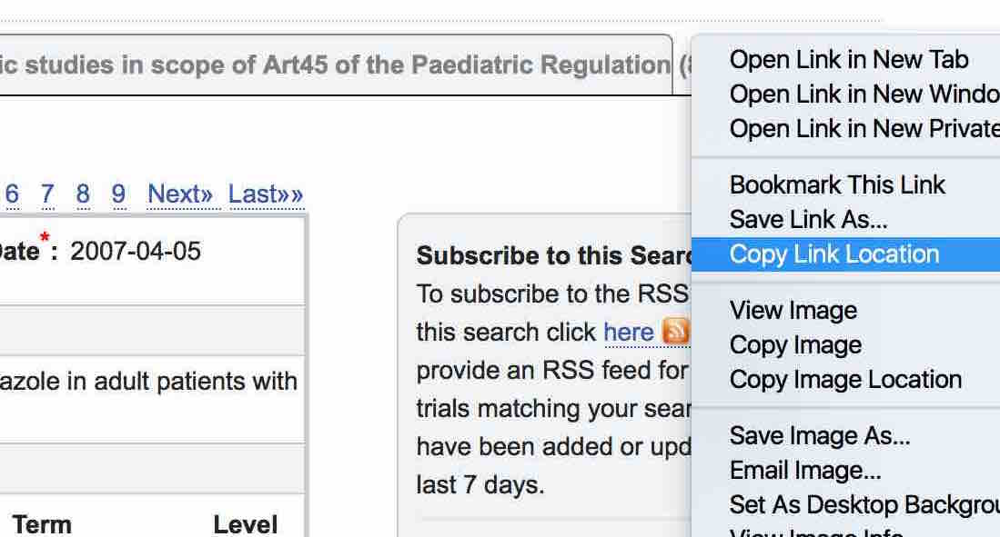 ic studies in scope of Art45 of the Paediatric Regulation (
6 7 8 9 Next» Last»»
Date*: 2007-04-05
azole in adult patients with
Term Level
Subscribe to this Sear
To subscribe to the RSS
this search click here
provide an RSS feed for
trials matching your sear
have been added or upd
last 7 days.
Open Link in New Tab
Open Link in New Windo
Open Link in New Private
Bookmark This Link
Save Link As...
Copy Link Location
View Image
Copy Image
Copy Image Location
Save Image As...
Email Image...
Set As Desktop Backgrou
View Image Info